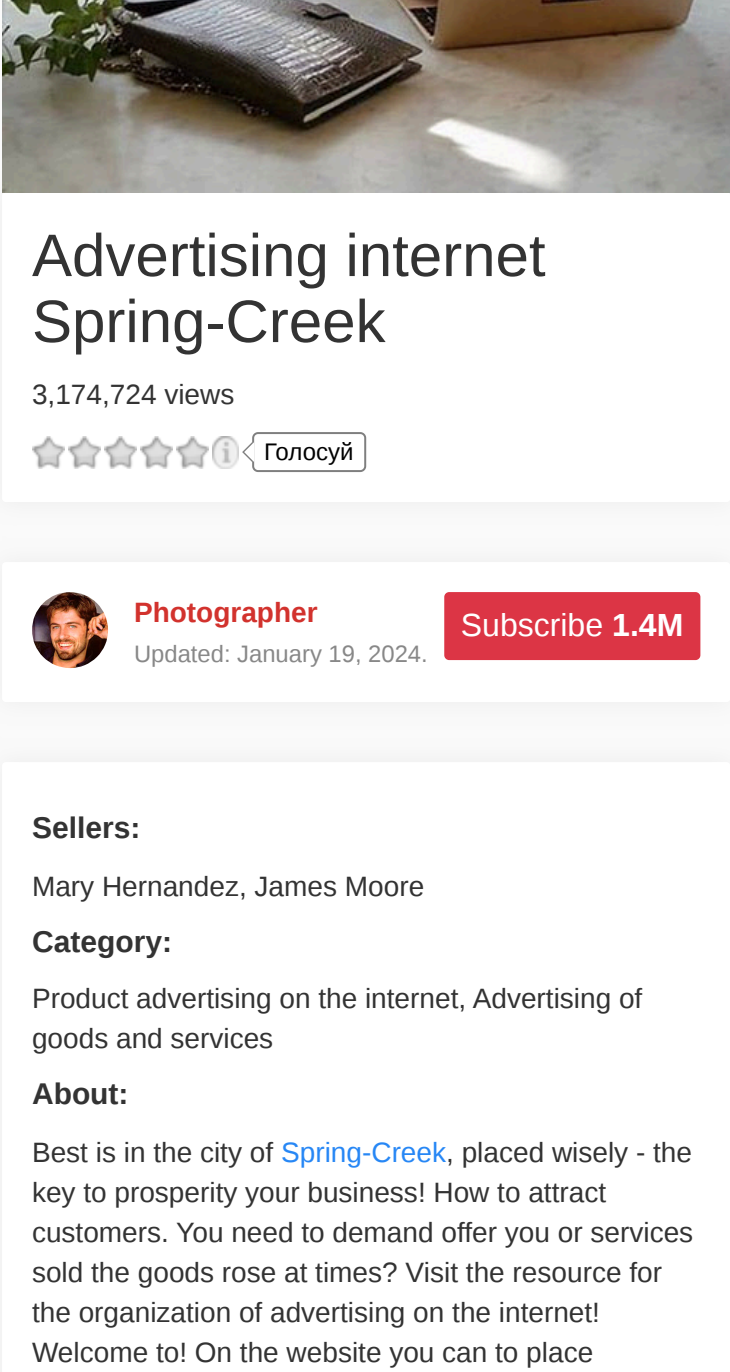 Advertising internet
Spring-Creek
3,174,724 views
Голосуй
Photographer
Updated: January 19, 2024.
Subscribe 1.4M
Sellers:
Mary Hernandez, James Moore
Category:
Product advertising on the internet, Advertising of
goods and services
About:
Best is in the city of Spring-Creek, placed wisely - the
key to prosperity your business! How to attract
customers. You need to demand offer you or services
sold the goods rose at times? Visit the resource for
the organization of advertising on the internet!
Welcome to! On the website you can to place